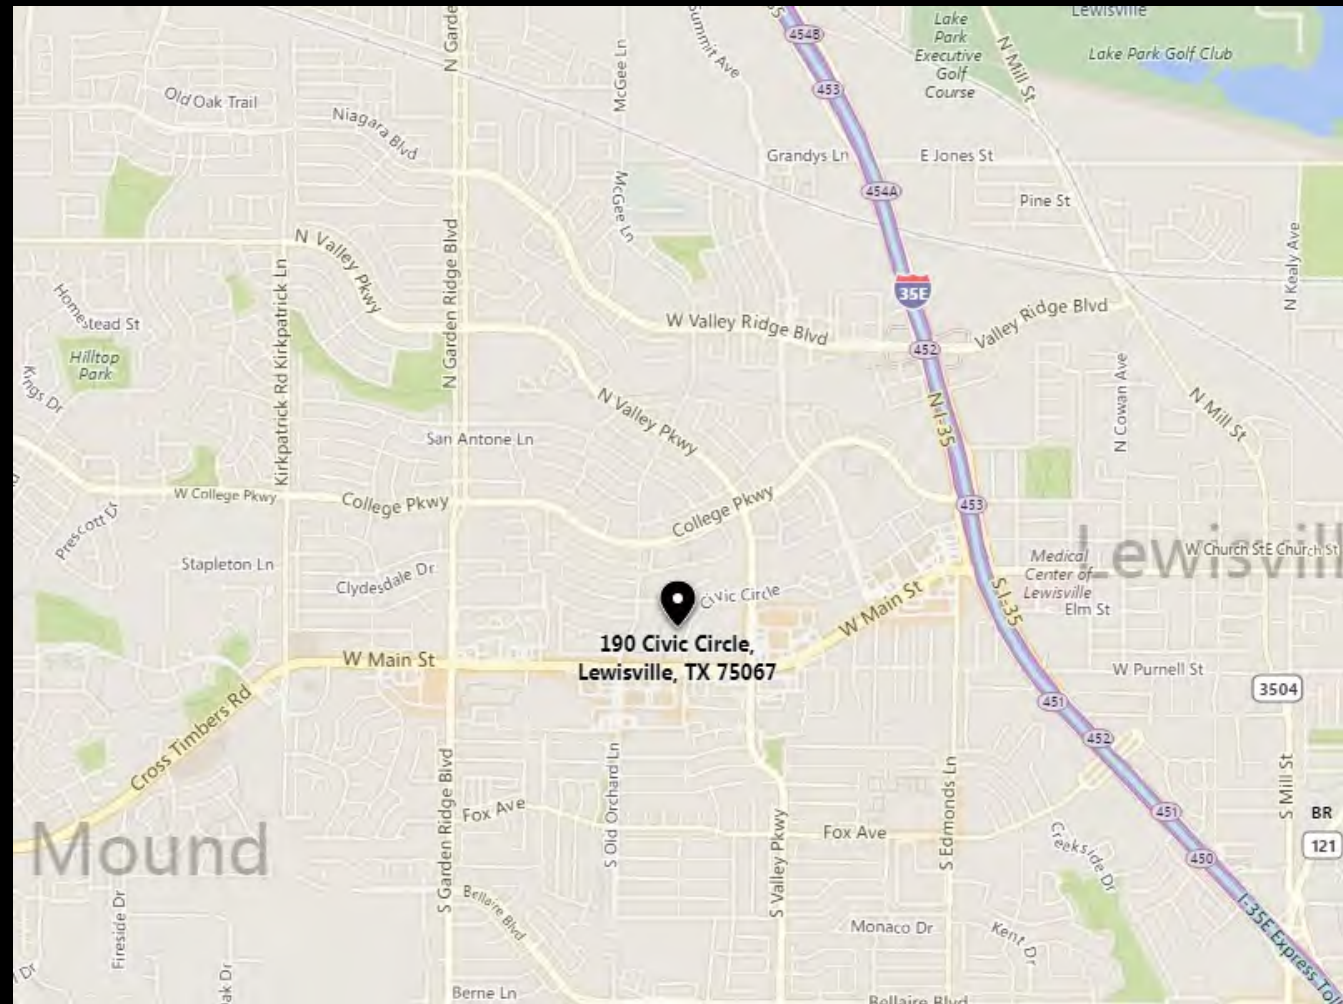 N Garde
Summit Ave
35
454B
Lake
Park
Executive
Golf
Course
N Mill St
Lewisville
Lake Park Golf Club
McGee Ln
453
Old Oak Trail
Niagara Blvd
Grandys Ln
E Jones St
454A
Pine St
McGee Ln
N Valley Pkwy
N Garden Ridge Blvd
N Kealy Ave
35E
Homestead St
Kirkpatrick Rd Kirkpatrick Ln
W Valley Ridge Blvd
Valley Ridge Blvd
452
Hilltop
Park
Kings Dr
N Valley Pkwy
N I-35
N Cowan Ave
N Mill St
San Antone Ln
W College Pkwy
College Pkwy
College Pkwy
453
Prescott Dr
Stapleton Ln
Clydesdale Dr
Civic Circle
W Main St
Medical
Center of
Lewisville
Lewisvill
W Church St
E Church St
S I-35
Elm St
190 Civic Circle,
Lewisville, TX 75067
W Main St
W Purnell St
3504
Cross Timbers Rd
451
452
S Garden Ridge Blvd
S Old Orchard Ln
S Edmonds Ln
S Mill St
Fox Ave
Fox Ave
S Valley Pkwy
451
BR
121
Mound
Creekside Dr
450
Fireside Dr
Bellaire Blvd
Monaco Dr
Kent Dr
I-35E Express To
l Dr
ak Dr
Berne Ln
Bellaire Blvd